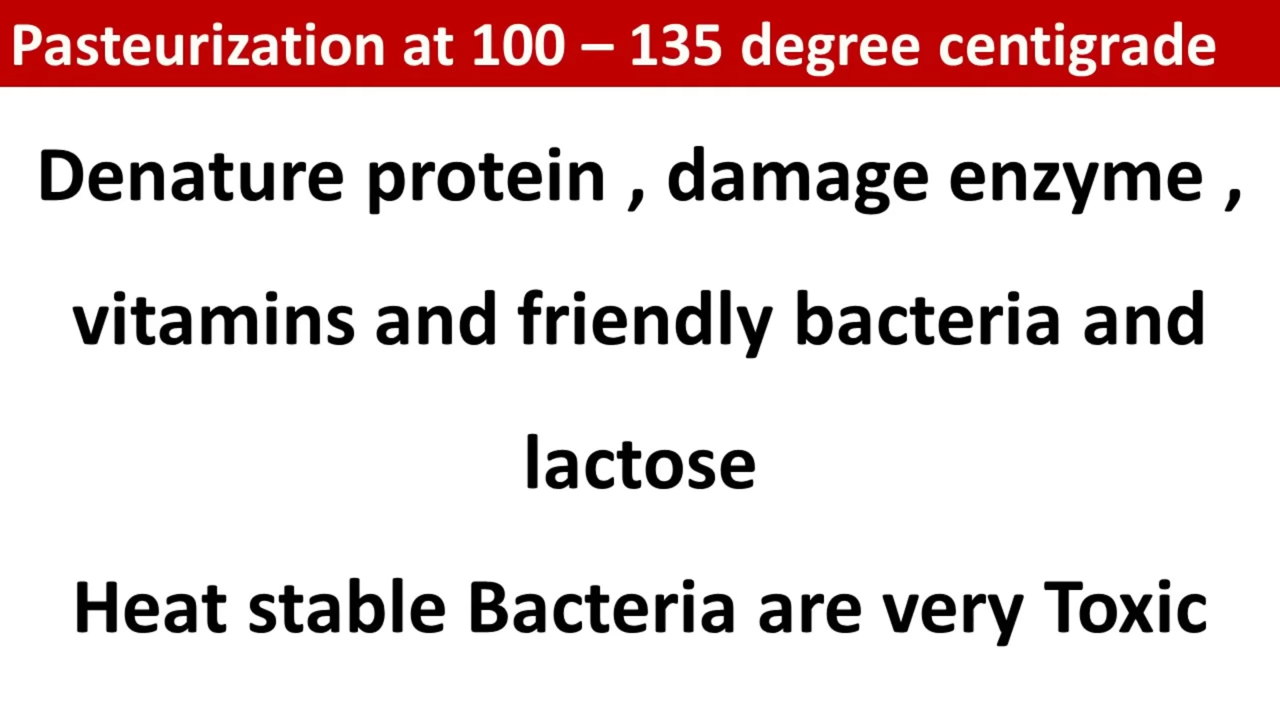 Pasteurization at 100 – 135 degree centigrade
Denature protein , damage enzyme ,
vitamins and friendly bacteria and
lactose
Heat stable Bacteria are very Toxic